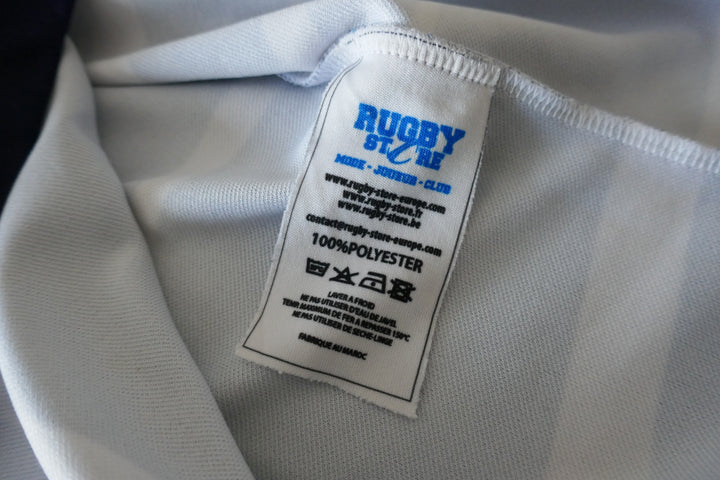 RUGBY
STORE
MODE - JOUEUR - CLUB
www.rugby-store-europe.com
www.rugby-store.fr
www.rugby-store.be
contact@rugby-store-europe.com
100%POLYESTER
LAVER A FROID
NE PAS UTILISER D'EAU DE JAVEL
TENIR MAXIMUM DE FER A REPASSER 150°C
NE PAS UTILISER DE SECHE-LINGE
FABRIQUE AU MAROC